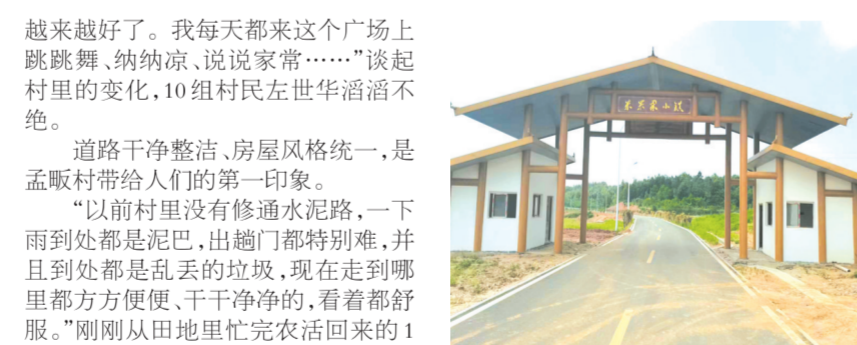 越来越好了。我每天都来这个广场上
跳跳舞、纳纳凉、说说家常……”谈起
村里的变化,10组村民左世华滔滔不
绝。
道路干净整洁、房屋风格统一,是
孟畈村带给人们的第一印象。
“以前村里没有修通水泥路,一下
雨到处都是泥巴,出趟门都特别难,并
且到处都是乱丢的垃圾,现在走到哪
里都方方便便、干干净净的,看着都舒
服。”刚刚从田地里忙完农活回来的1